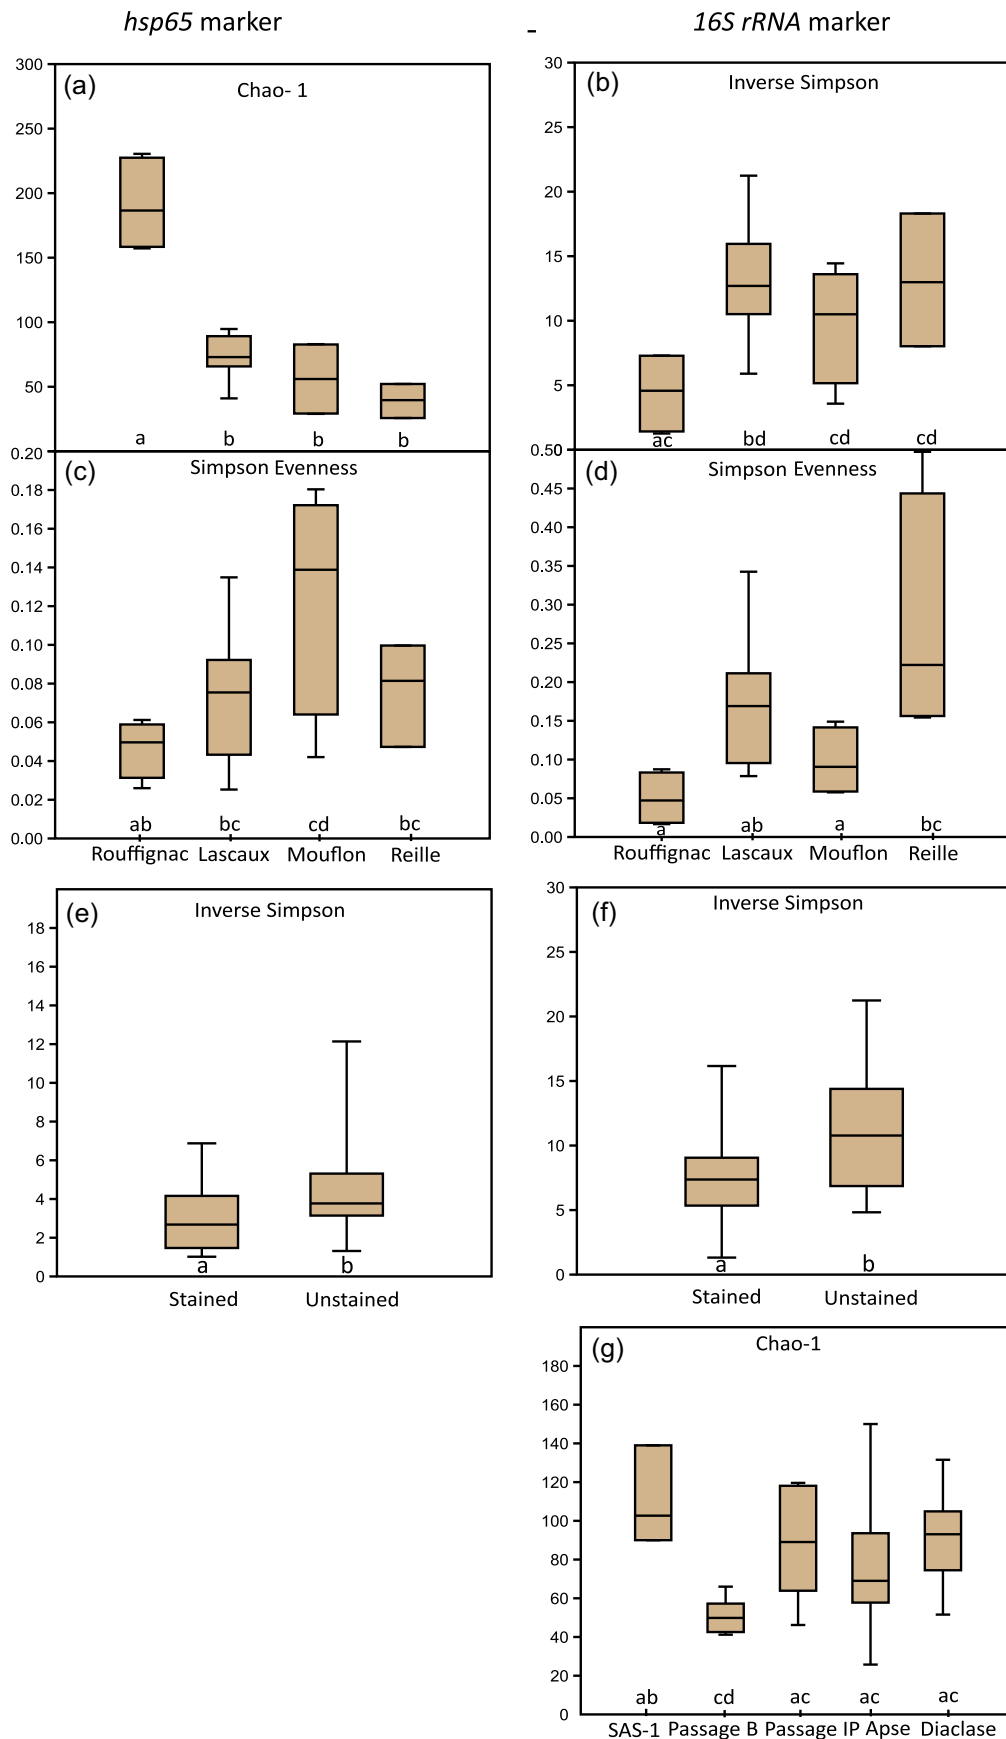 hsp65 marker
-
16S rRNA marker
(a)
Chao- 1
300
250
200
150
100
50
a b b b
(b)
Inverse Simpson
30
25
20
15
10
5
ac bd cd cd
(c)
Simpson Evenness
0.20
0.18
0.16
0.14
0.12
0.10
0.08
0.06
0.04
0.02
0.00
ab bc cd bc
Rouffignac Lascaux Mouflon Reille
(d)
Simpson Evenness
0.50
0.45
0.40
0.35
0.30
0.25
0.20
0.15
0.10
0.05
0.00
a ab a bc
Rouffignac Lascaux Mouflon Reille
(e)
Inverse Simpson
18
16
14
12
10
8
6
4
2
0
a b
Stained Unstained
(f)
Inverse Simpson
30
25
20
15
10
5
0
a b
Stained Unstained
(g)
Chao-1
180
160
140
120
100
80
60
40
20
0
ab cd ac ac ac
SAS-1 Passage B Passage IP Apse Diaclase